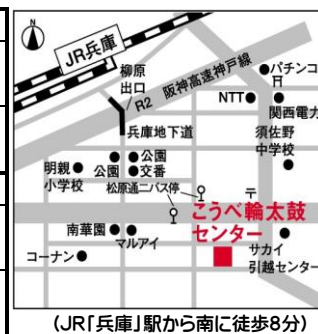 N
JR兵庫
柳原
出口
R2
阪神高速神戸線
パチンコ
NTT
関西電力
兵庫地下道
須佐野
中学校
公園
公園
交番
明親
小学校
松原通二バス停
〒
こうべ輪太鼓
センター
南華園
マルアイ
コーナン
サカイ
引越センター
(JR「兵庫」駅から南に徒歩8分)